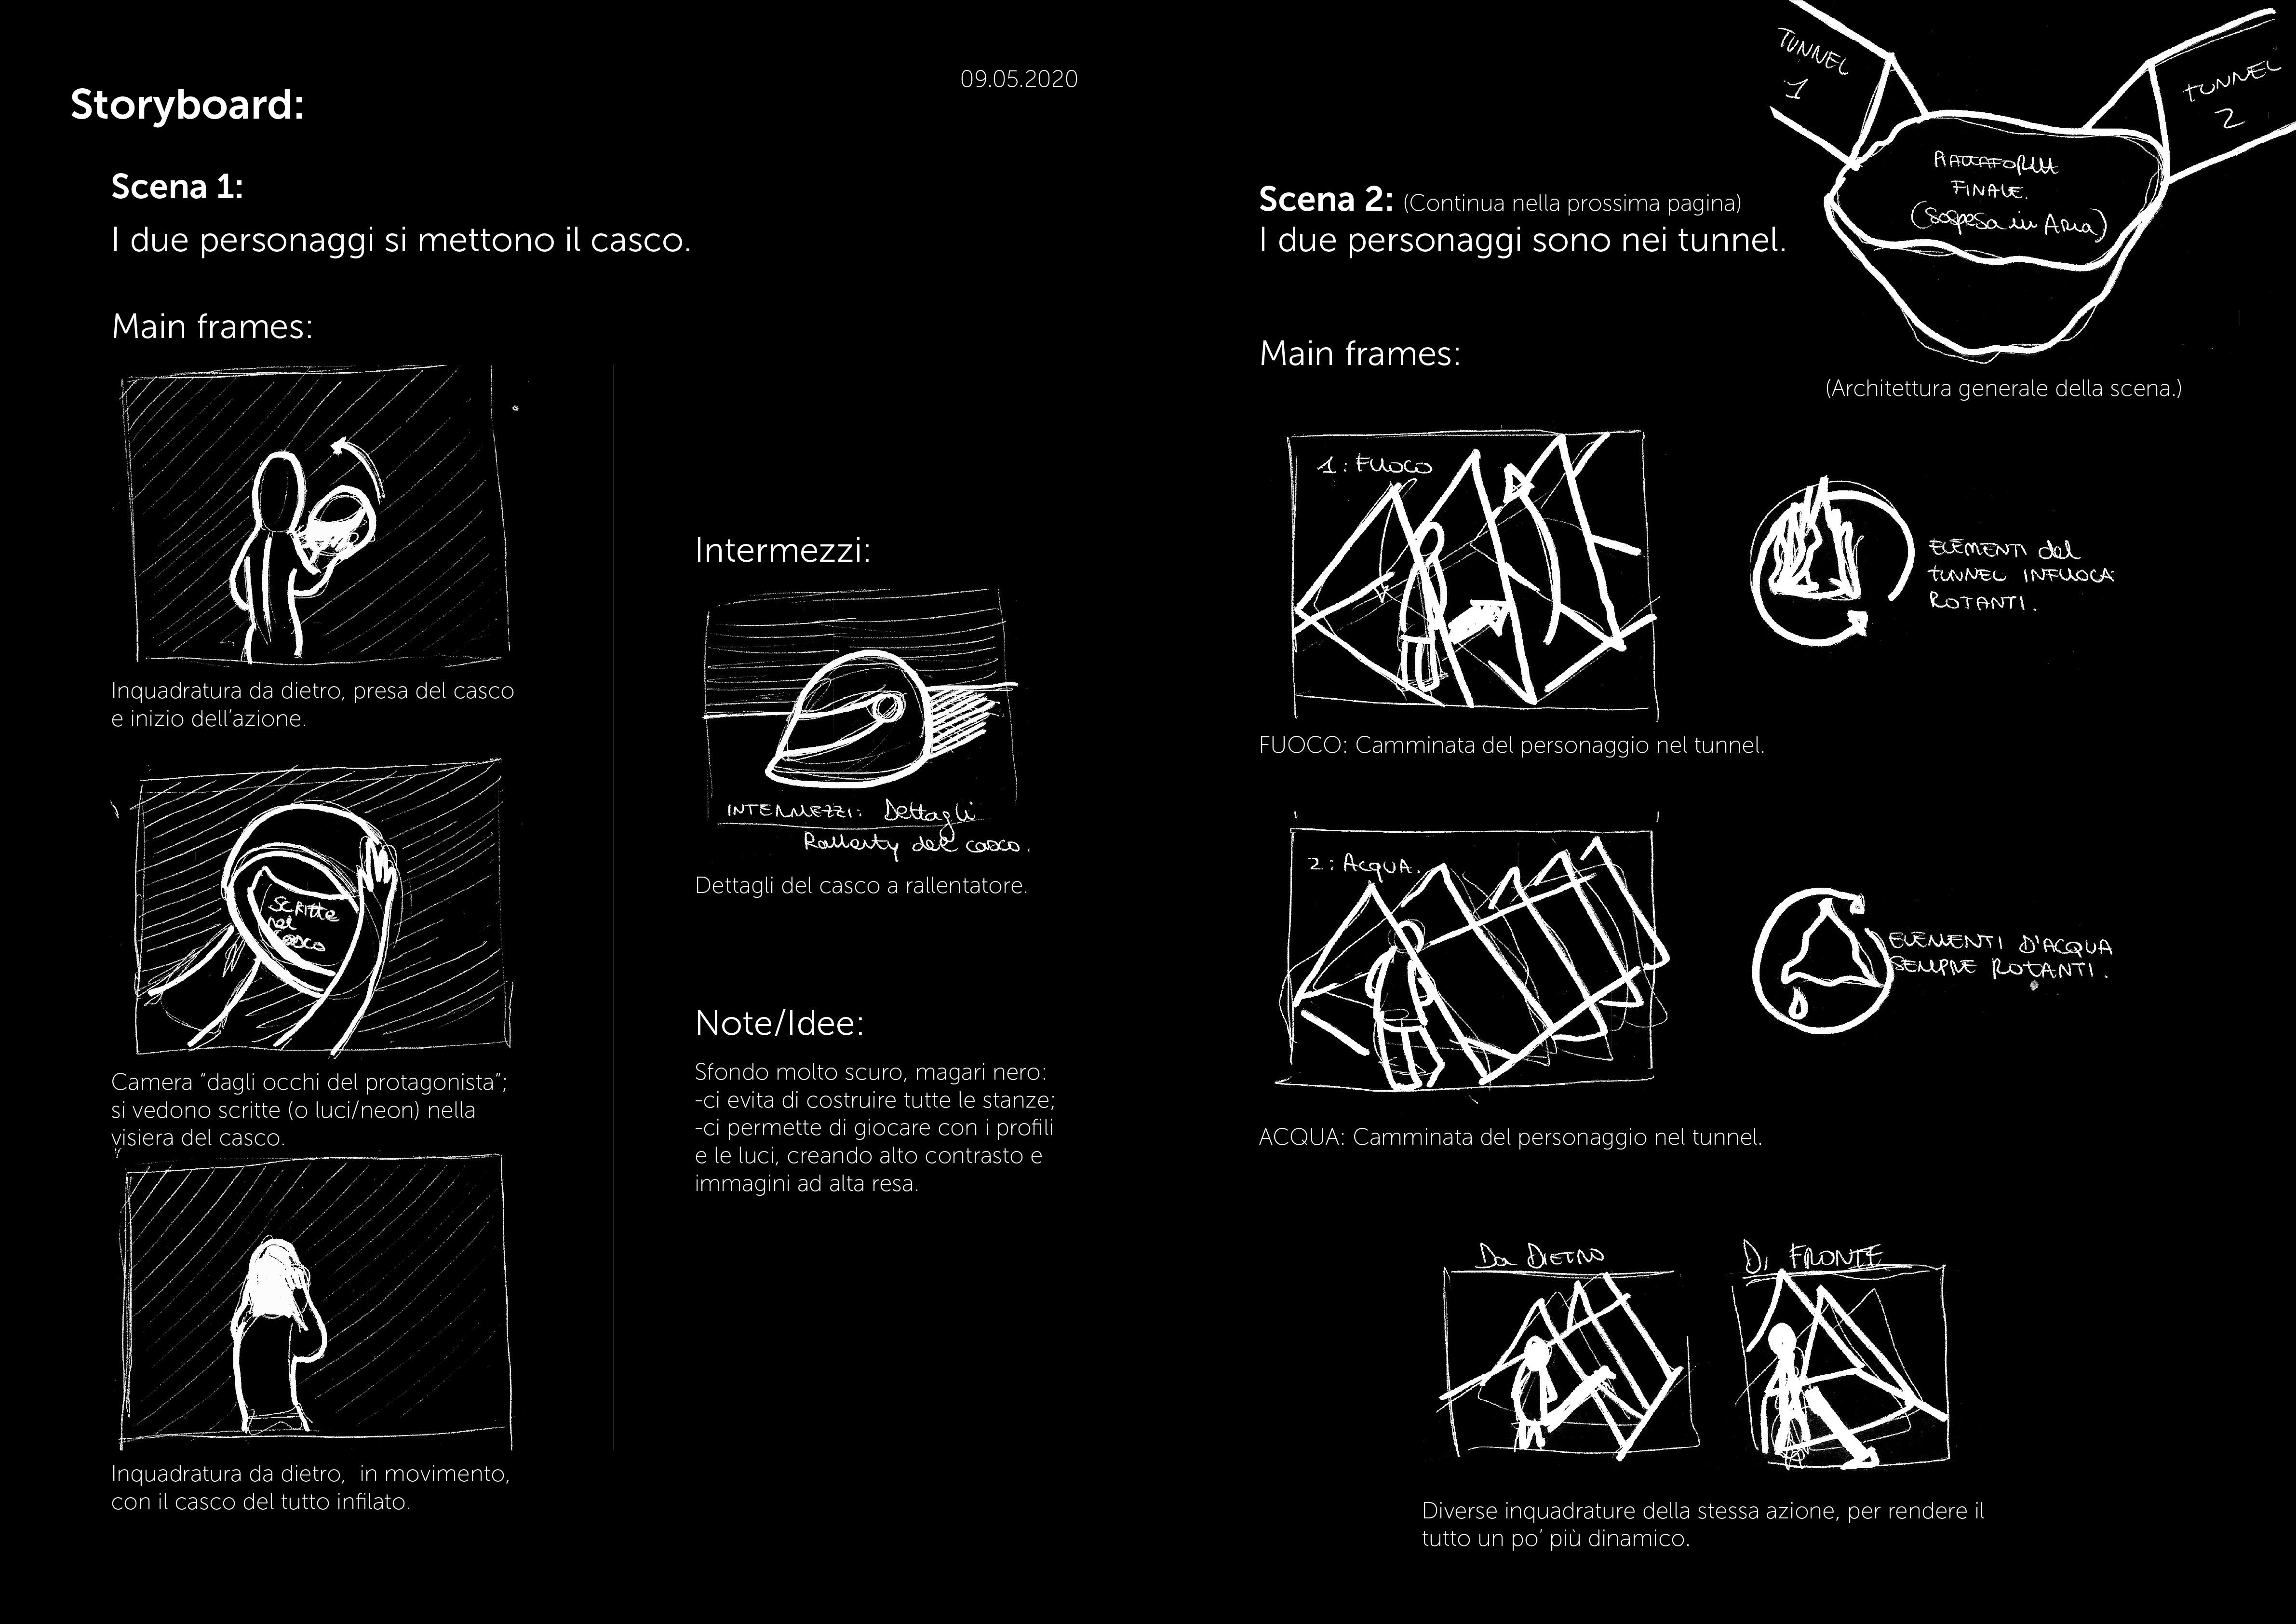 09.05.2020
Storyboard:
Scena 1:
I due personaggi si mettono il casco.
Main frames:
Inquadratura da dietro, presa del casco
e inizio dell'azione.
SCRITTE
nel
casco
Camera “dagli occhi del protagonista”;
si vedono scritte (o luci/neon) nella
visiera del casco.
Inquadratura da dietro,  in movimento,
con il casco del tutto infilato.
Intermezzi:
INTERMEZZI: Dettagli
Rallenty del casco.
Dettagli del casco a rallentatore.
Note/Idee:
Sfondo molto scuro, magari nero:
-ci evita di costruire tutte le stanze;
-ci permette di giocare con i profili
e le luci, creando alto contrasto e
immagini ad alta resa.
TUNNEL
1
TUNNEL
2
PIATTAFORMA
FINALE.
(Sospesa in Aria)
(Architettura generale della scena.)
Scena 2: (Continua nella prossima pagina)
I due personaggi sono nei tunnel.
Main frames:
1: FUOCO
ELEMENTI del
TUNNEL INFUOCA
ROTANTI.
FUOCO: Camminata del personaggio nel tunnel.
2: ACQUA.
ELEMENTI D'ACQUA
SEMPRE ROTANTI.
ACQUA: Camminata del personaggio nel tunnel.
Da DIETRO
Di FRONTE
Diverse inquadrature della stessa azione, per rendere il
tutto un po' più dinamico.